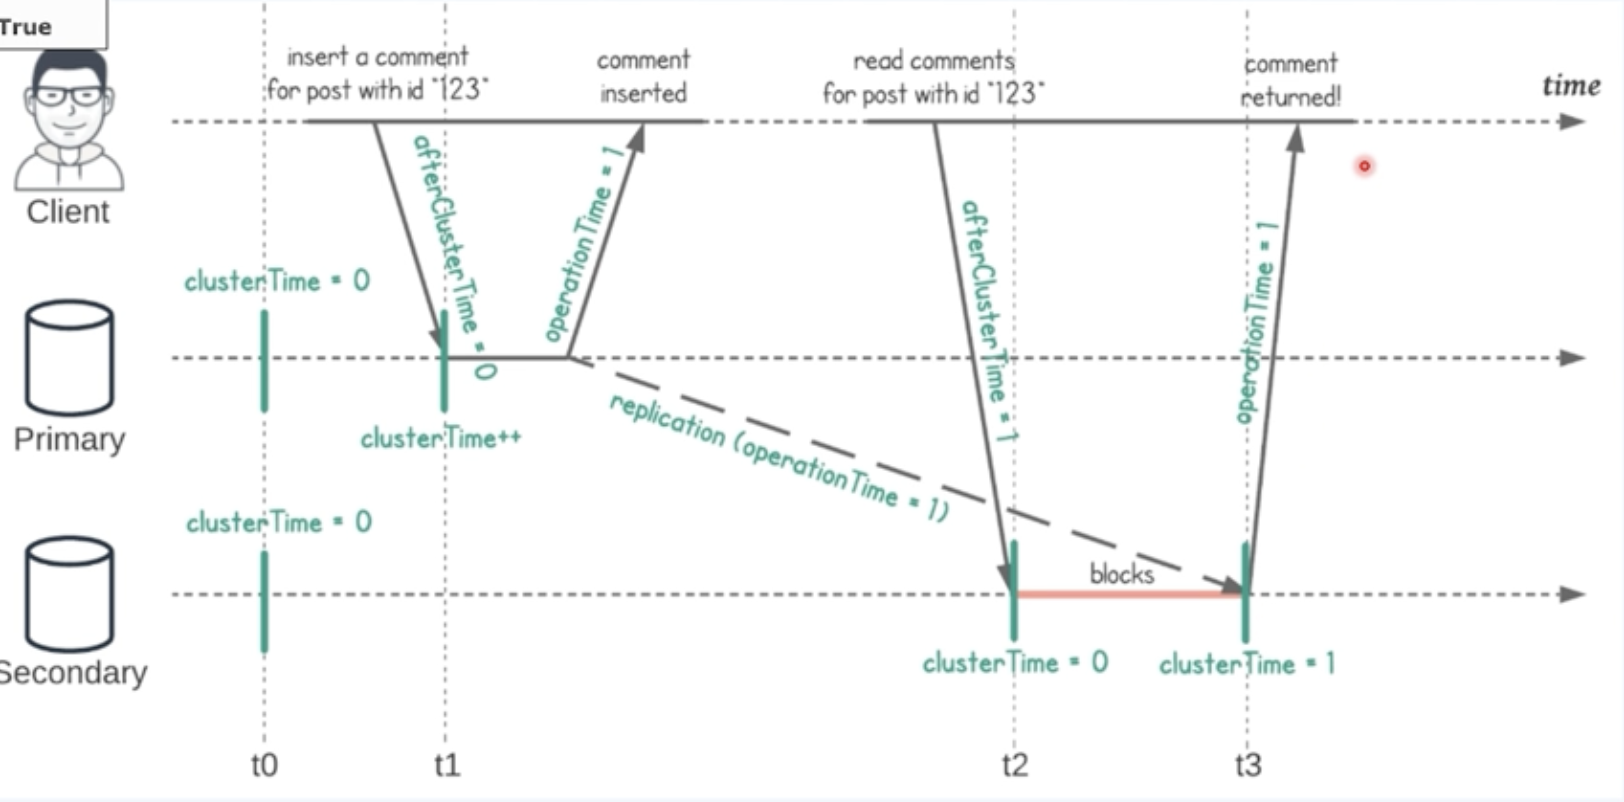 True
insert a comment
for post with id "123"
comment
inserted
read comments
for post with id "123"
comment
returned!
time
Client
afterClusterTime = 0
operationTime = 1
afterClusterTime = 1
operationTime = 1
clusterTime = 0
Primary
clusterTime++
replication (operationTime = 1)
clusterTime = 0
blocks
Secondary
clusterTime = 0
clusterTime = 1
t0
t1
t2
t3